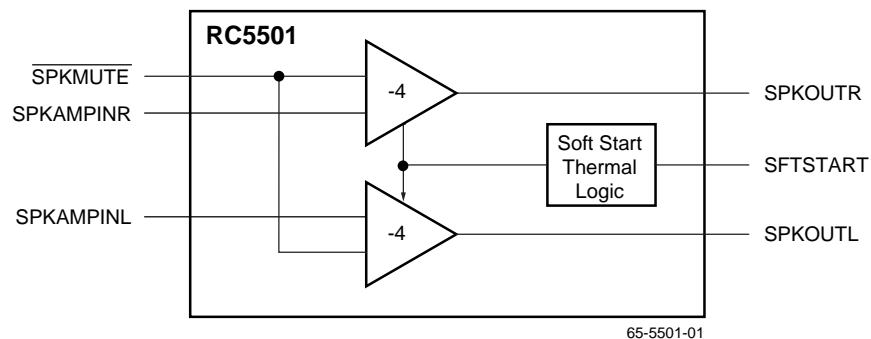 RC5501
SPKMUTE
-4
SPKOUTR
SPKAMPINR
Soft Start
Thermal
Logic
SFTSTART
SPKAMPINL
-4
SPKOUTL
65-5501-01